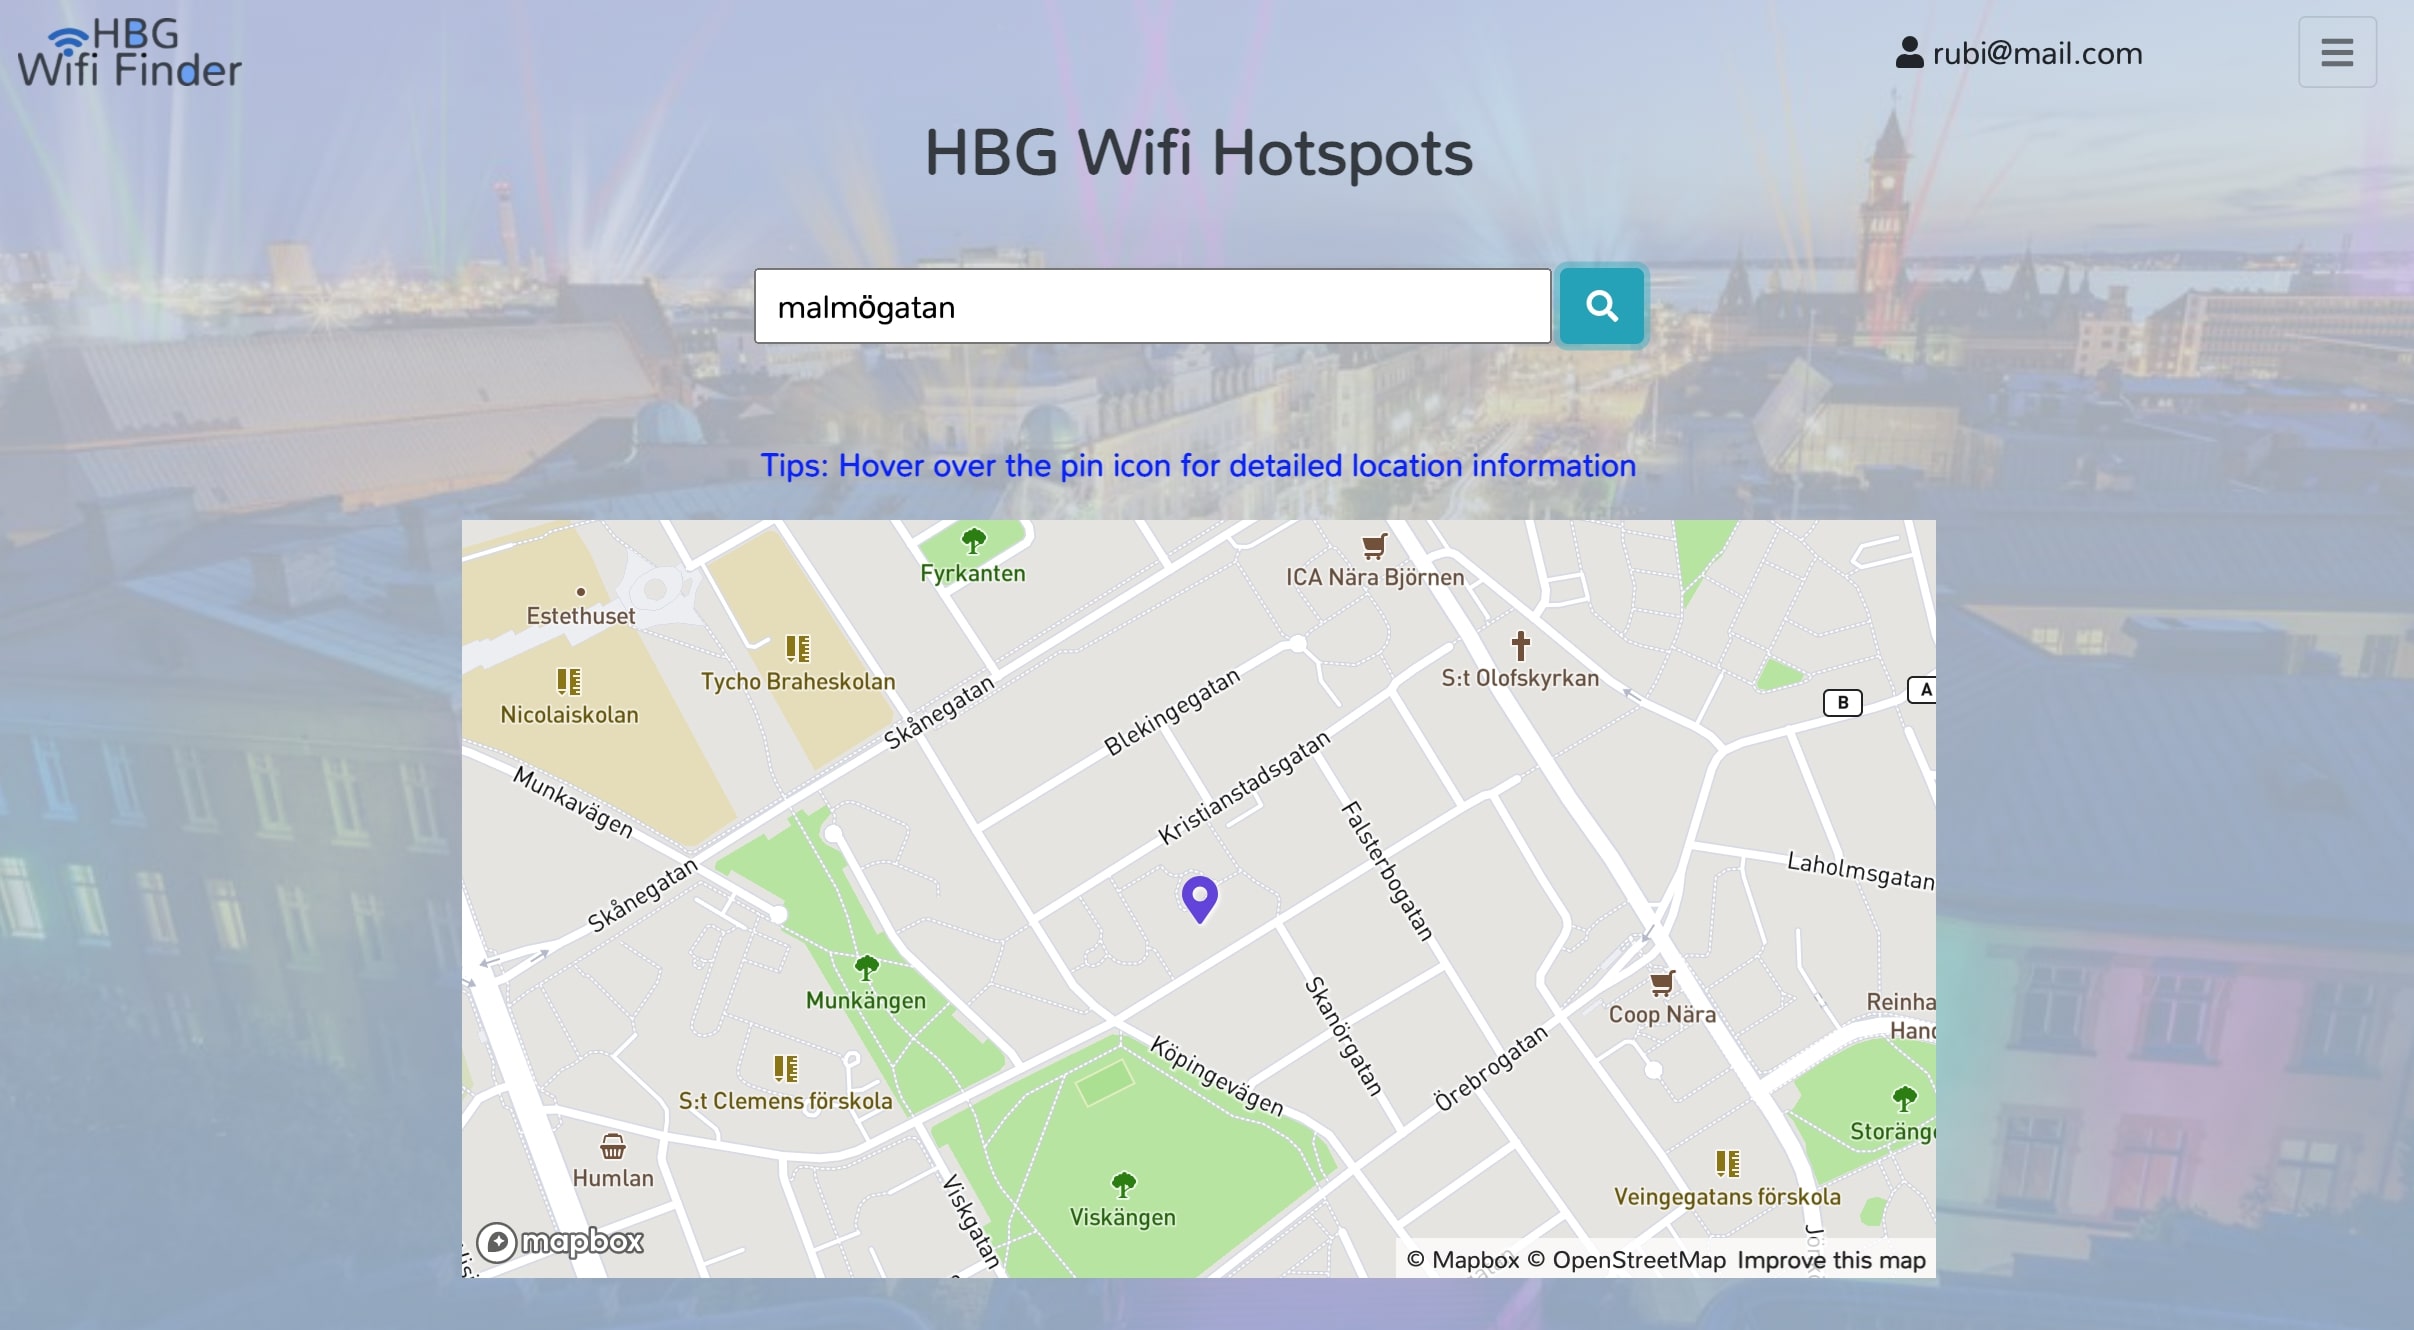 HBG
Wifi Finder
rubi@mail.com
HBG Wifi Hotspots
malmögatan
Tips: Hover over the pin icon for detailed location information
Fyrkanten
ICA Nära Björnen
Estethuset
Tycho Braheskolan
S:t Olofskyrkan
Nicolaiskolan
Skånegatan
Blekingegatan
B
A
Munkavägen
Kristianstadsgatan
Falsterbogatan
Laholmsgatan
Skånegatan
Munkängen
Skanörgatan
Coop Nära
Reinha
Hand
Köpingevägen
Örebrogatan
S:t Clemens förskola
Storänge
Humlan
Viskgatan
Viskängen
Veingegatans förskola
mapbox
© Mapbox © OpenStreetMap Improve this map